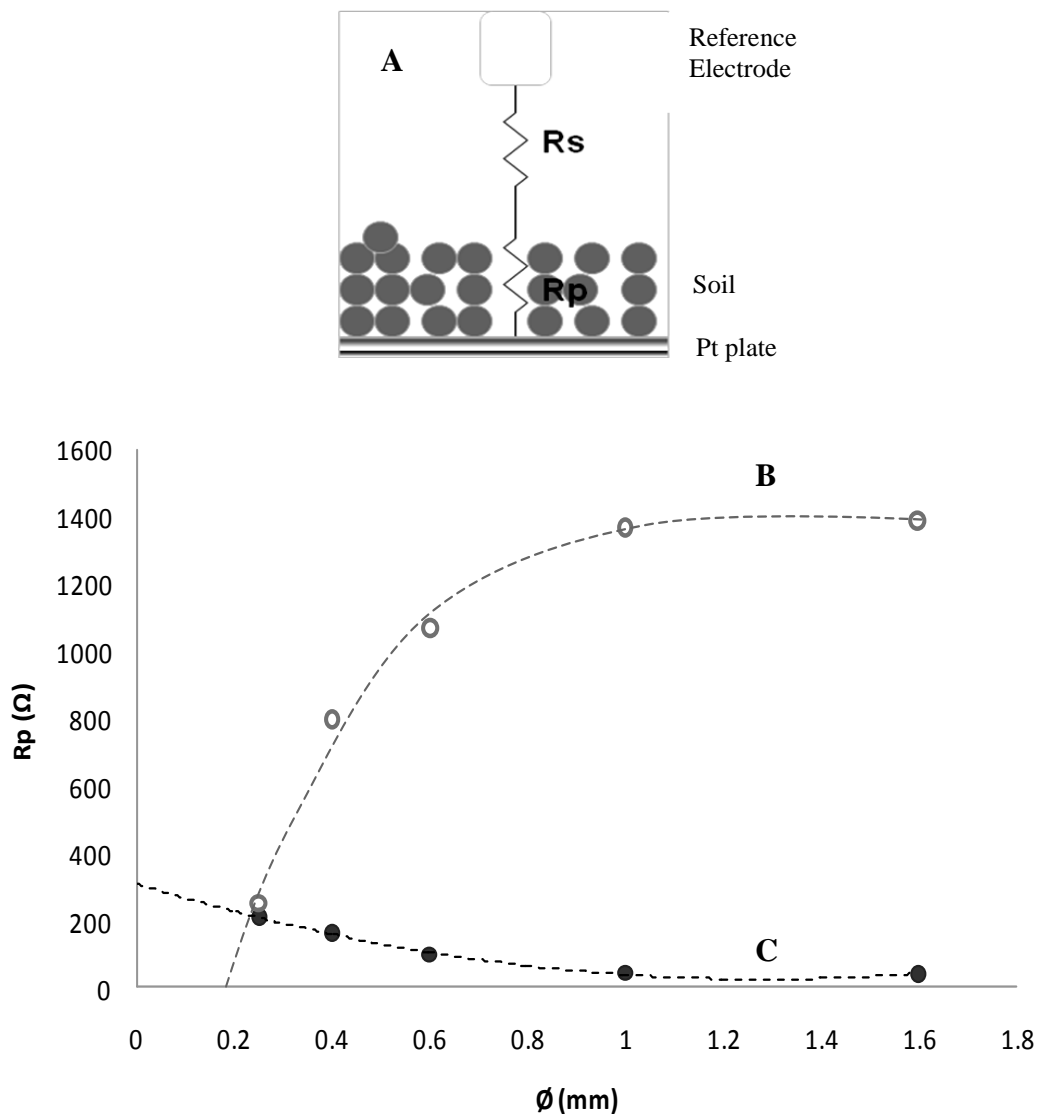 A
Reference
Electrode
Rs
Rp
Soil
Pt plate
1600
1400
1200
1000
800
600
400
200
0
Rp (Ω)
B
C
0 0.2 0.4 0.6 0.8 1 1.2 1.4 1.6 1.8
Ø (mm)